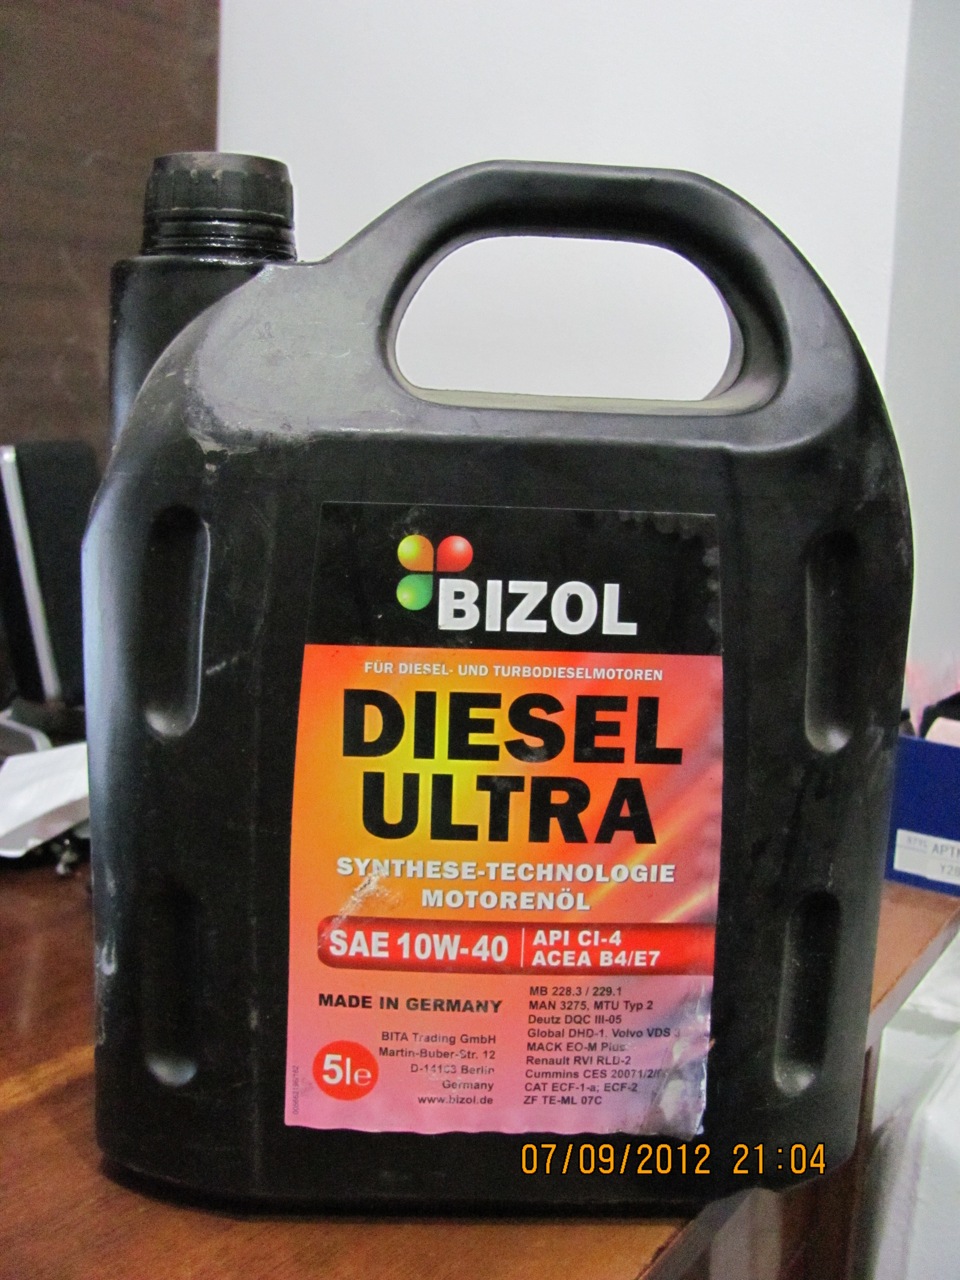 BIZOL
FÜR DIESEL- UND TURBODIESELMOTOREN
DIESEL
ULTRA
SYNTHESE-TECHNOLOGIE
MOTORENÖL
SAE 10W-40
API CI-4
ACEA B4/E7
MADE IN GERMANY
BITA Trading GmbH
Martin-Buber-Str. 12
D-14163 Berlin
Germany
www.bizol.de
5le
MB 228.3 / 229.1
MAN 3275, MTU Typ 2
Deutz DQC III-05
Global DHD-1, Volvo VDS
MACK EO-M Plus
Renault RVI RLD-2
Cummins CES 20071/2/
CAT ECF-1-a; ECF-2
ZF TE-ML 07C
07/09/2012 21:04